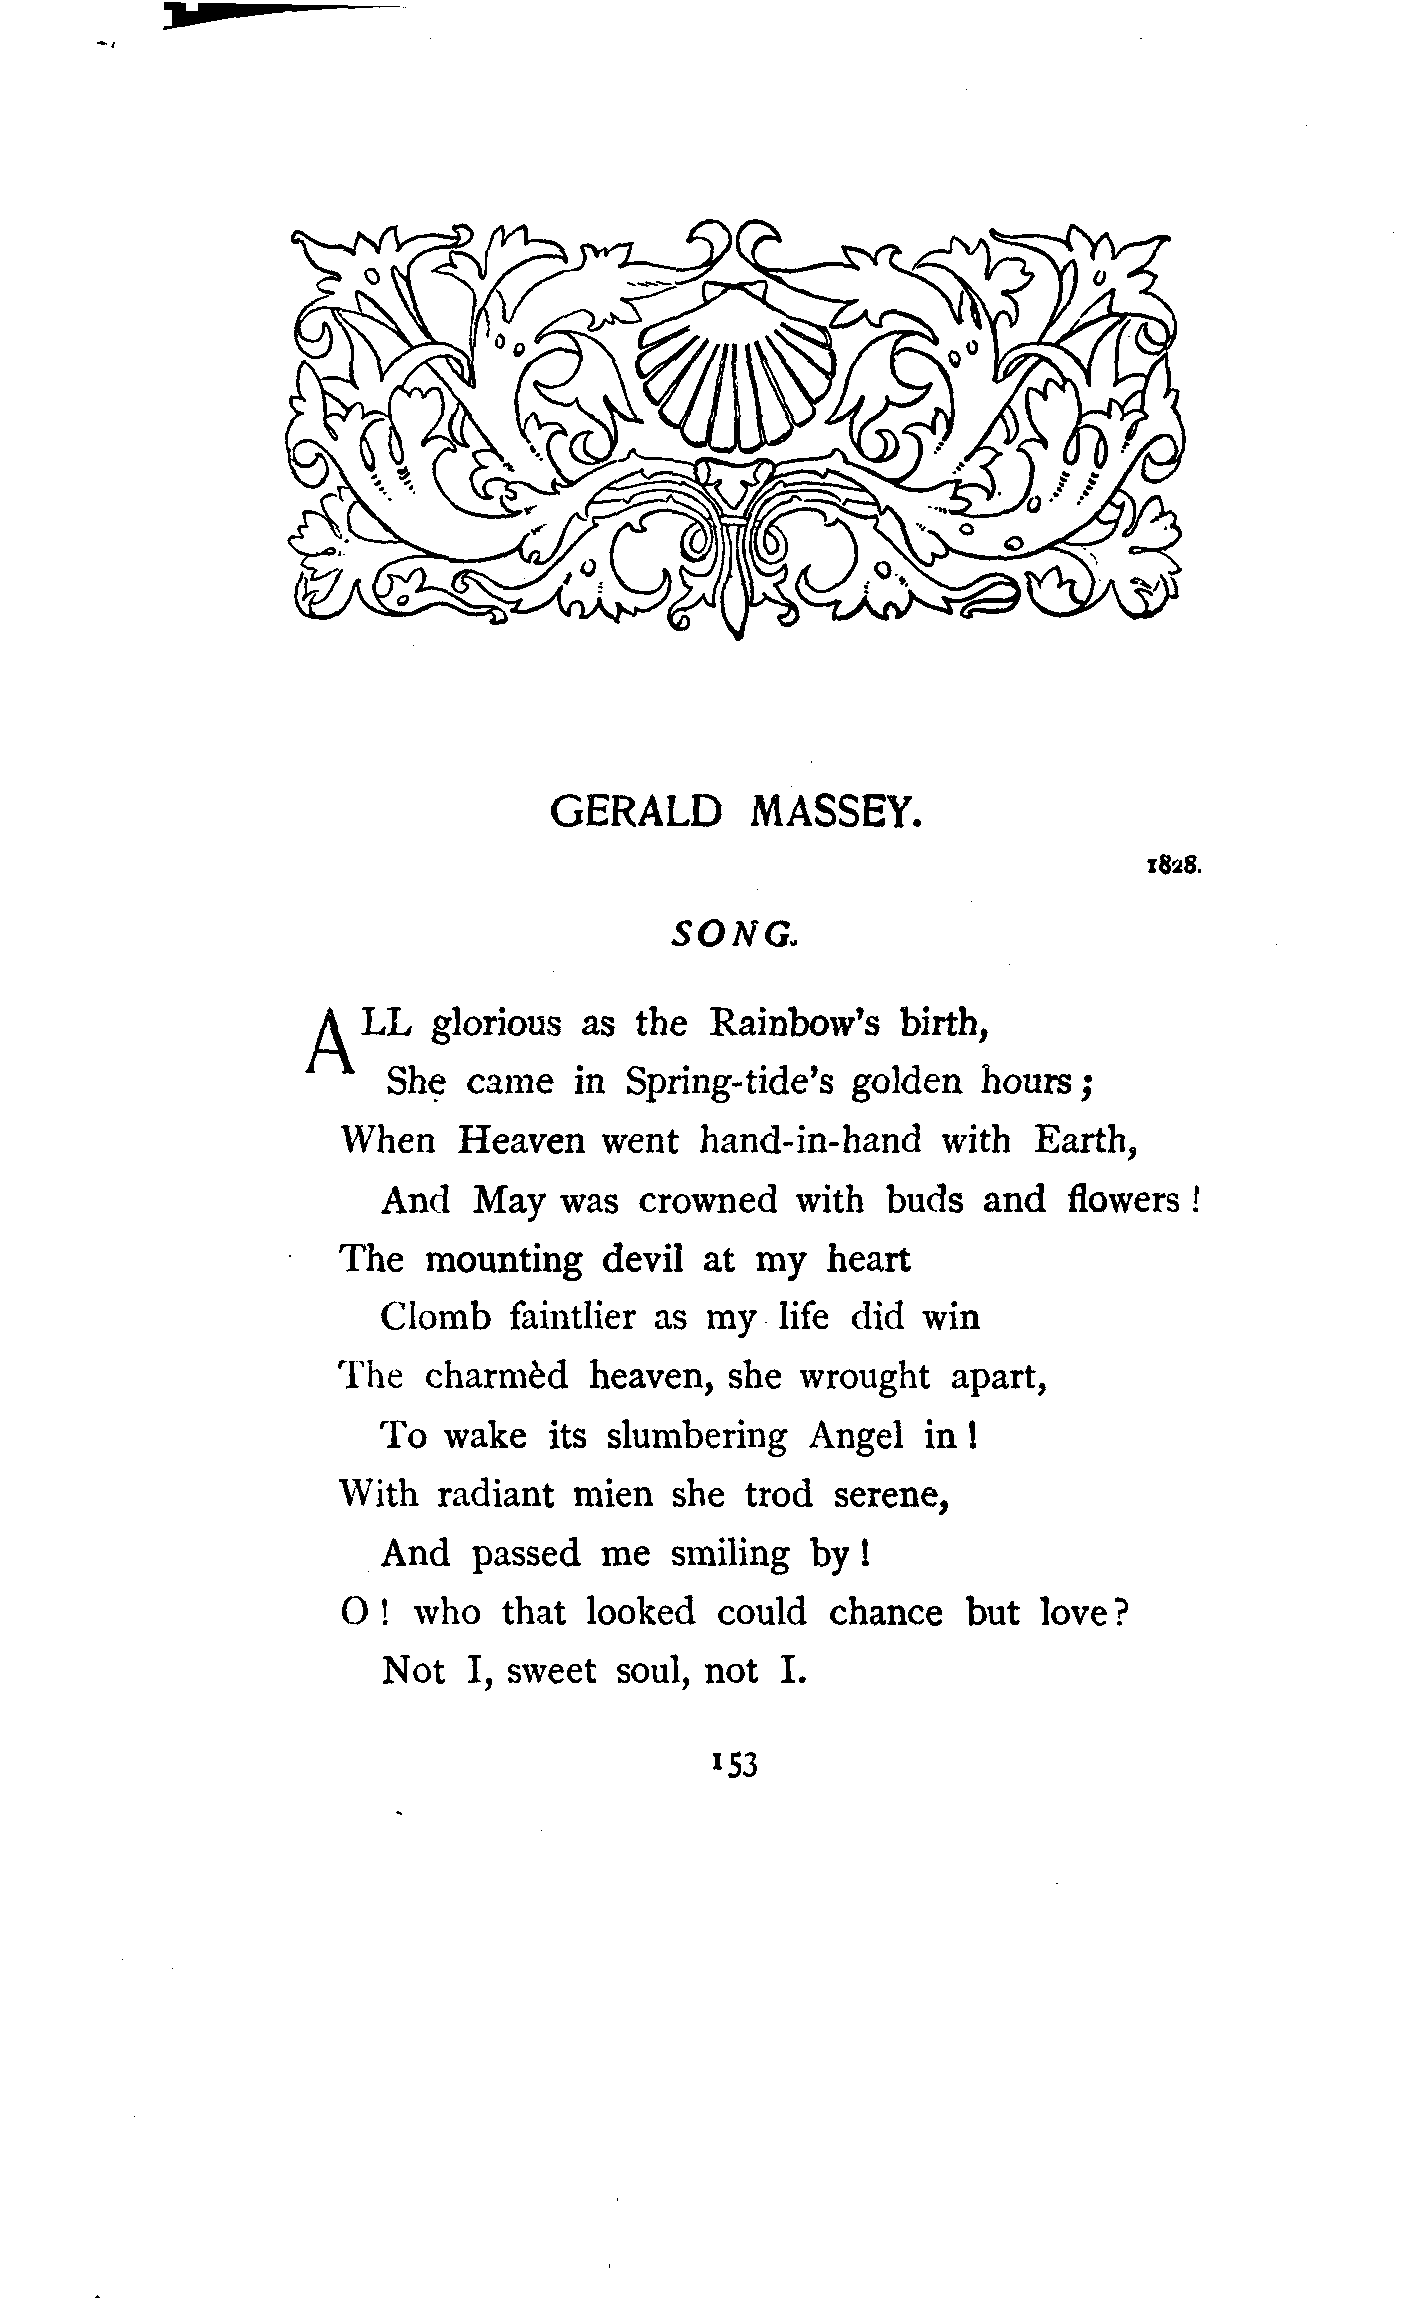 GERALD MASSEY.
1828.
SONG.
ALL glorious as the Rainbow's birth,
She came in Spring-tide's golden hours;
When Heaven went hand-in-hand with Earth,
And May was crowned with buds and flowers!
The mounting devil at my heart
Clomb faintlier as my life did win
The charmèd heaven, she wrought apart,
To wake its slumbering Angel in!
With radiant mien she trod serene,
And passed me smiling by!
O! who that looked could chance but love?
Not I, sweet soul, not I.
153